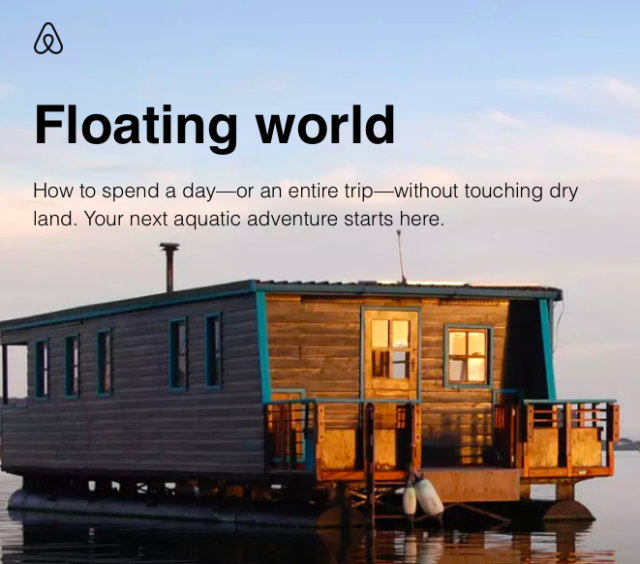 Floating world
How to spend a day—or an entire trip—without touching dry
land. Your next aquatic adventure starts here.